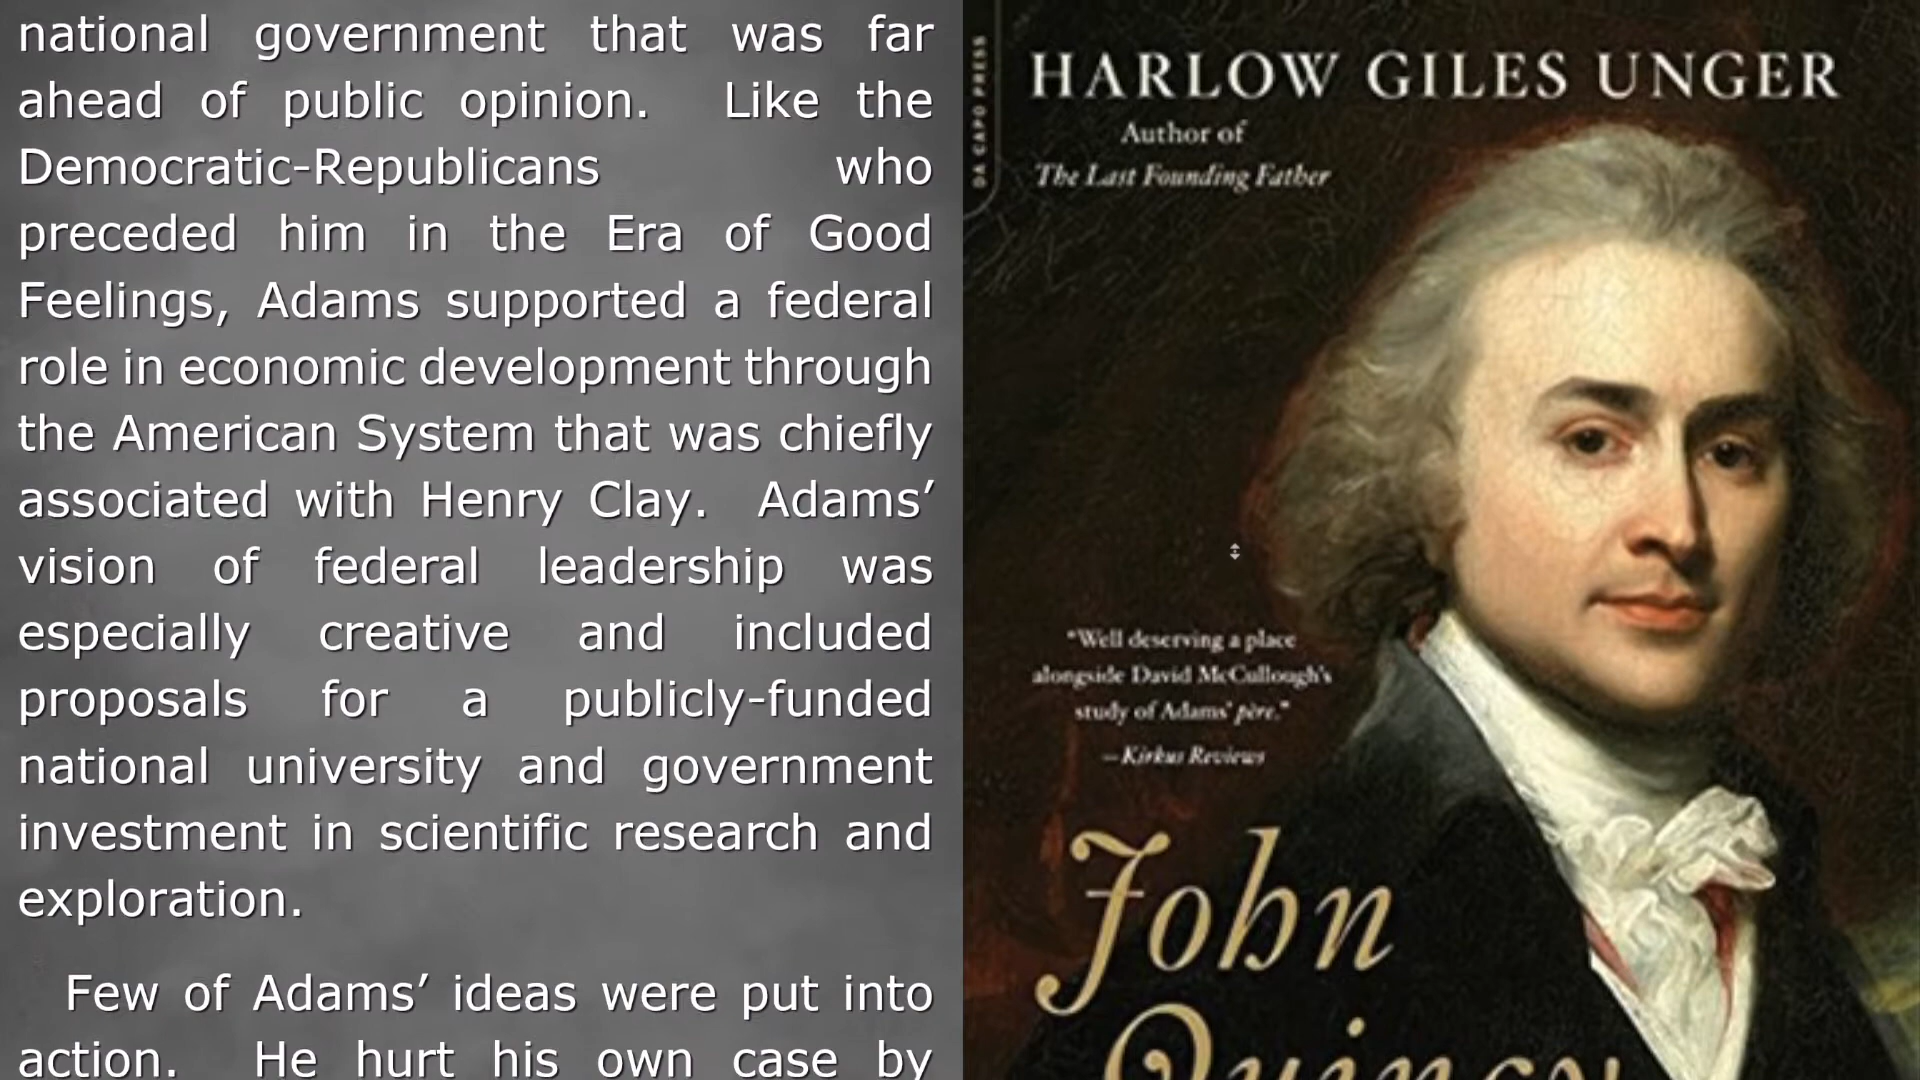 national government that was far
ahead of public opinion. Like the
Democratic-Republicans who
preceded him in the Era of Good
Feelings, Adams supported a federal
role in economic development through
the American System that was chiefly
associated with Henry Clay. Adams’
vision of federal leadership was
especially creative and included
proposals for a publicly-funded
national university and government
investment in scientific research and
exploration.
Few of Adams’ ideas were put into
action. He hurt his own case by
DA CAPO PRESS
HARLOW GILES UNGER
Author of
The Last Founding Father
“Well deserving a place
alongside David McCullough’s
study of Adams’ père.”
—Kirkus Reviews
John
Quincy